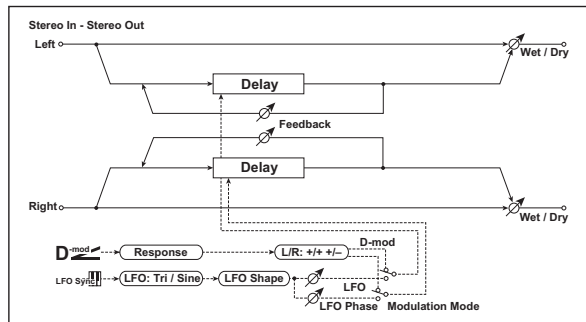 Stereo In - Stereo Out
Left
Wet / Dry
Delay
Feedback
Delay
Right
Wet / Dry
D-mod
D-mod
Response
L/R: +/+ +/–
LFO Sync
LFO: Tri / Sine
LFO Shape
LFO
LFO Phase
Modulation Mode